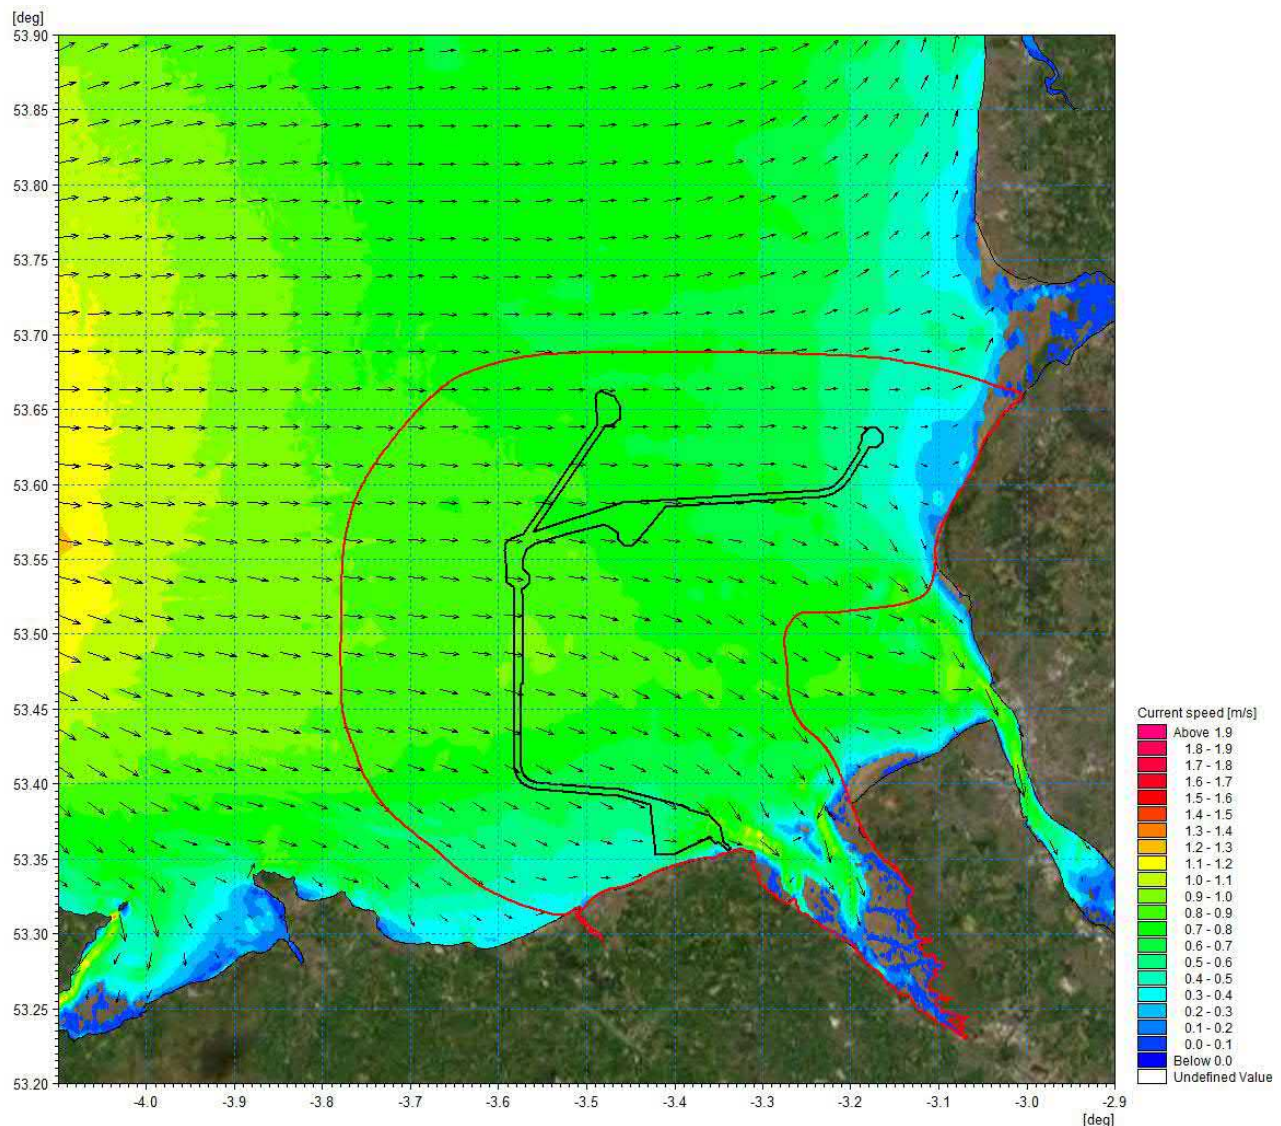 [deg]
53.90
53.85
53.80
53.75
53.70
53.65
53.60
53.55
53.50
53.45
53.40
53.35
53.30
53.25
53.20
-4.0 -3.9 -3.8 -3.7 -3.6 -3.5 -3.4 -3.3 -3.2 -3.1 -3.0 -2.9
[deg]
Current speed [m/s]
Above 1.9
1.8 - 1.9
1.7 - 1.8
1.6 - 1.7
1.5 - 1.6
1.4 - 1.5
1.3 - 1.4
1.2 - 1.3
1.1 - 1.2
1.0 - 1.1
0.9 - 1.0
0.8 - 0.9
0.7 - 0.8
0.6 - 0.7
0.5 - 0.6
0.4 - 0.5
0.3 - 0.4
0.2 - 0.3
0.1 - 0.2
0.0 - 0.1
Below 0.0
Undefined Value